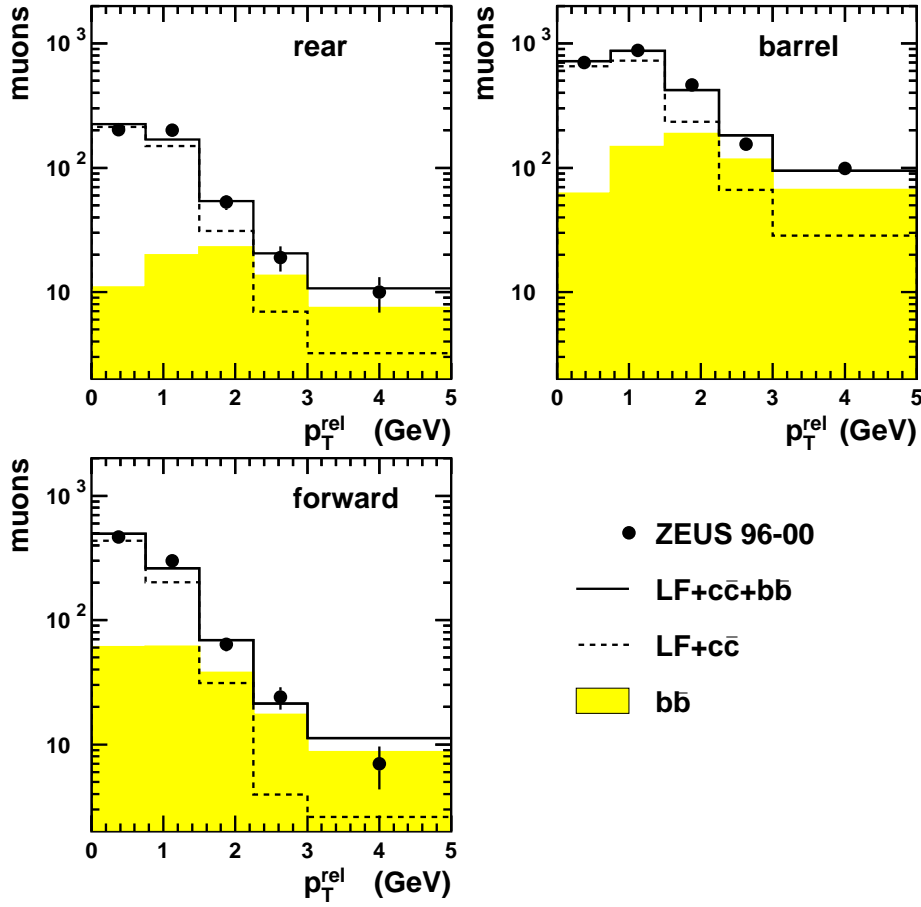 muons
rear
10³
10²
10
0 1 2 3 4 5
p_T^rel (GeV)
muons
barrel
10³
10²
10
0 1 2 3 4 5
p_T^rel (GeV)
muons
forward
10³
10²
10
0 1 2 3 4 5
p_T^rel (GeV)
ZEUS 96-00
LF+cc̄+bb̄
LF+cc̄
bb̄